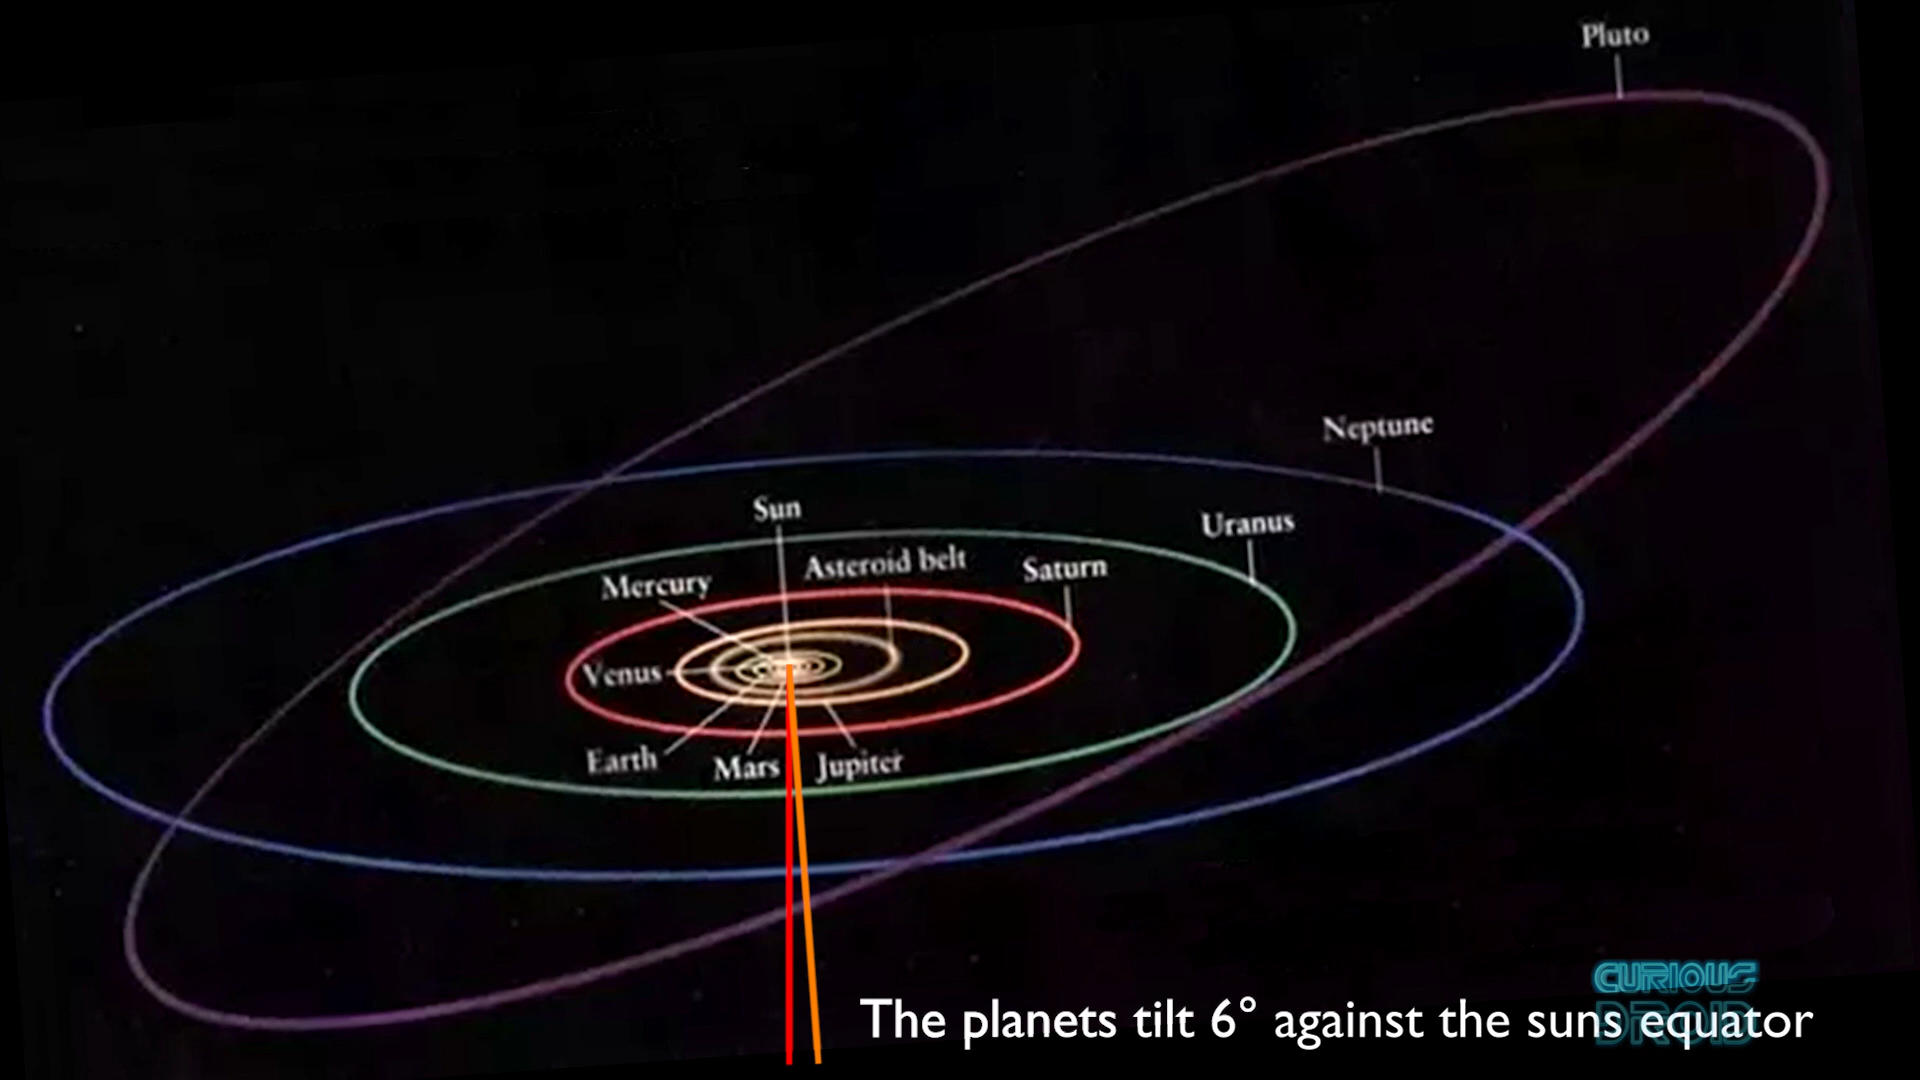 Pluto
Neptune
Sun
Uranus
Asteroid belt
Saturn
Mercury
Venus
Earth
Mars
Jupiter
CURIOUS
DROID
The planets tilt 6° against the suns equator